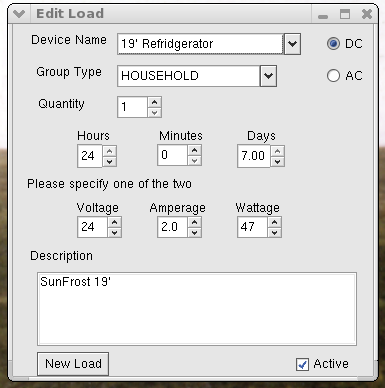 Edit Load
Device Name 19' Refridgerator DC
Group Type HOUSEHOLD AC
Quantity 1
Hours Minutes Days
24 0 7.00
Please specify one of the two
Voltage Amperage Wattage
24 2.0 47
Description
SunFrost 19'
New Load Active